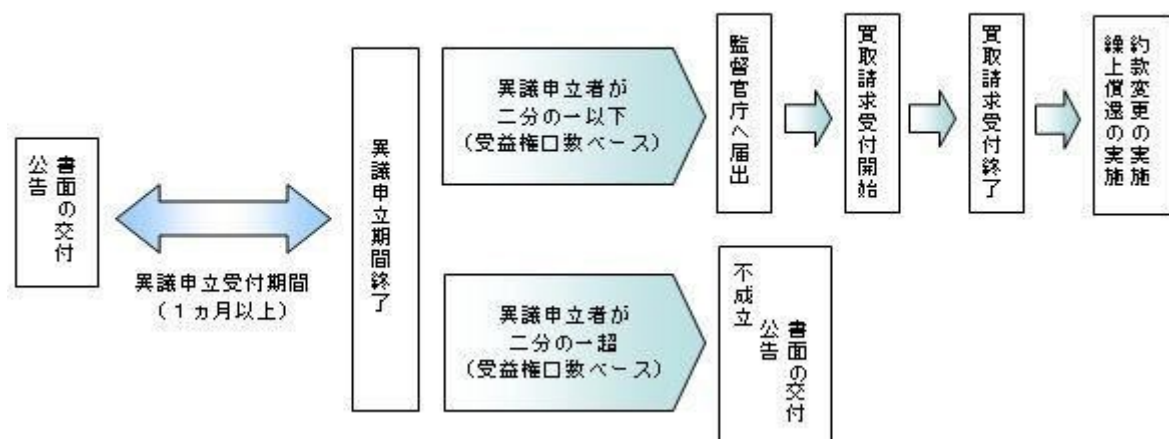 書面の交付
公告
異議申立受付期間
（１ヵ月以上）
異議申立期間終了
異議申立者が
二分の一以下
（受益権口数ベース）
監督官庁へ届出
買取請求受付開始
買取請求受付終了
約款変更の実施
繰上償還の実施
異議申立者が
二分の一超
（受益権口数ベース）
不成立
書面の交付
公告